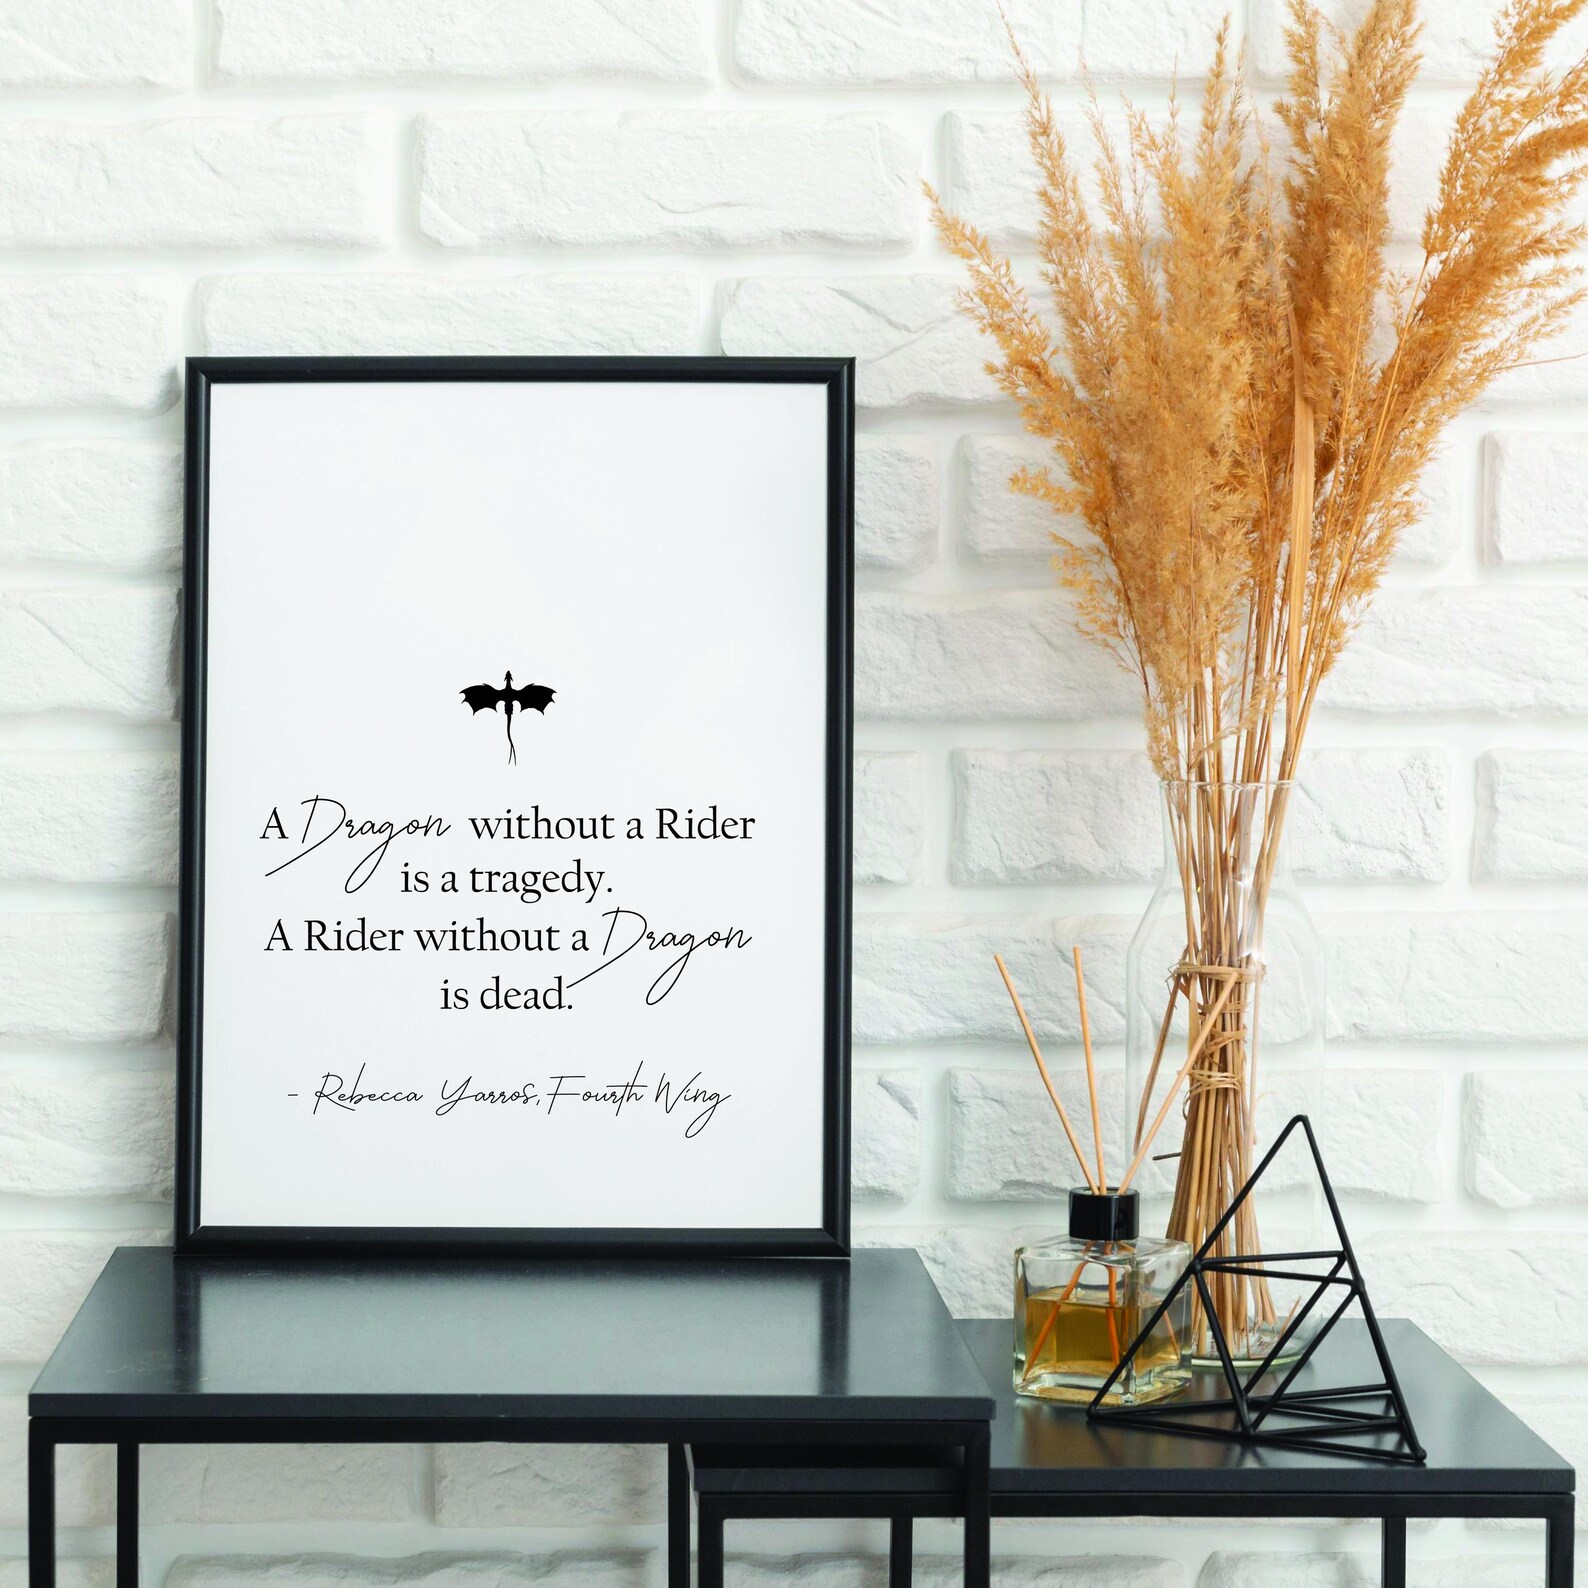 A Dragon without a Rider
is a tragedy.
A Rider without a Dragon
is dead.
- Rebecca Yarros, Fourth Wing